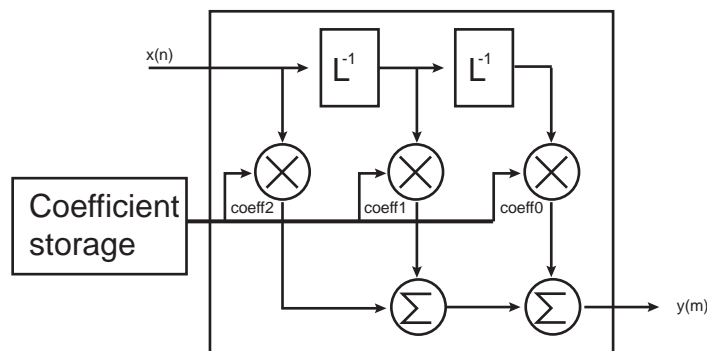 x(n)
L-1
L-1
Coefficient
storage
coeff2
coeff1
coeff0
Σ
Σ
y(m)